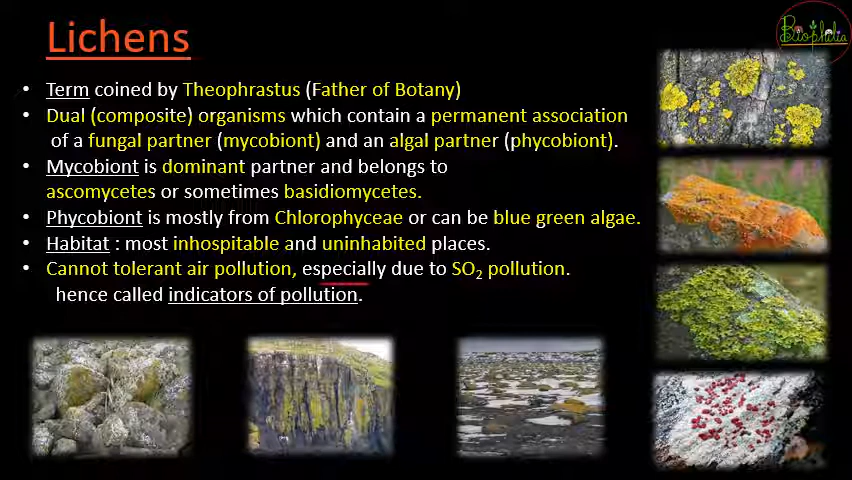 Biophilia
Lichens
• Term coined by Theophrastus (Father of Botany)
• Dual (composite) organisms which contain a permanent association
of a fungal partner (mycobiont) and an algal partner (phycobiont).
• Mycobiont is dominant partner and belongs to
ascomycetes or sometimes basidiomycetes.
• Phycobiont is mostly from Chlorophyceae or can be blue green algae.
• Habitat : most inhospitable and uninhabited places.
• Cannot tolerant air pollution, especially due to SO₂ pollution.
hence called indicators of pollution.